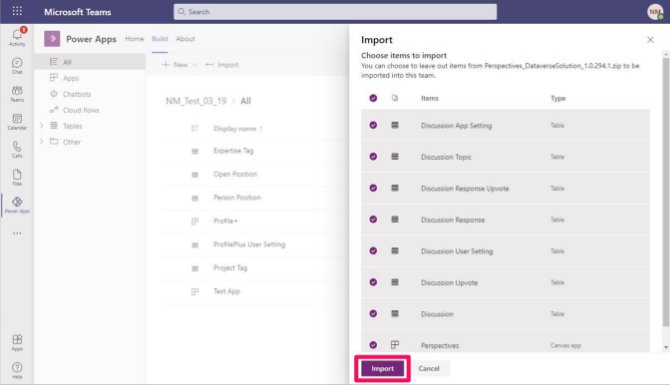 Microsoft Teams
Search
NM
Activity
Chat
Teams
Calendar
Calls
Files
Power Apps
Apps
Help
Power Apps
Home
Build
About
All
Apps
Chatbots
Cloud flows
Tables
Other
New
Import
NM_Test_03_19 > All
Display name ↑
Expertise Tag
Open Position
Person Position
Profile+
ProfilePlus User Setting
Project Tag
Test App
Import
Choose items to import
You can choose to leave out items from Perspectives_DataverseSolution_1.0.294.1.zip to
be imported into this team.
Items Type
Discussion App Setting Table
Discussion Topic Table
Discussion Response Upvote Table
Discussion Response Table
Discussion User Setting Table
Discussion Upvote Table
Discussion Table
Perspectives Canvas app
Import Cancel